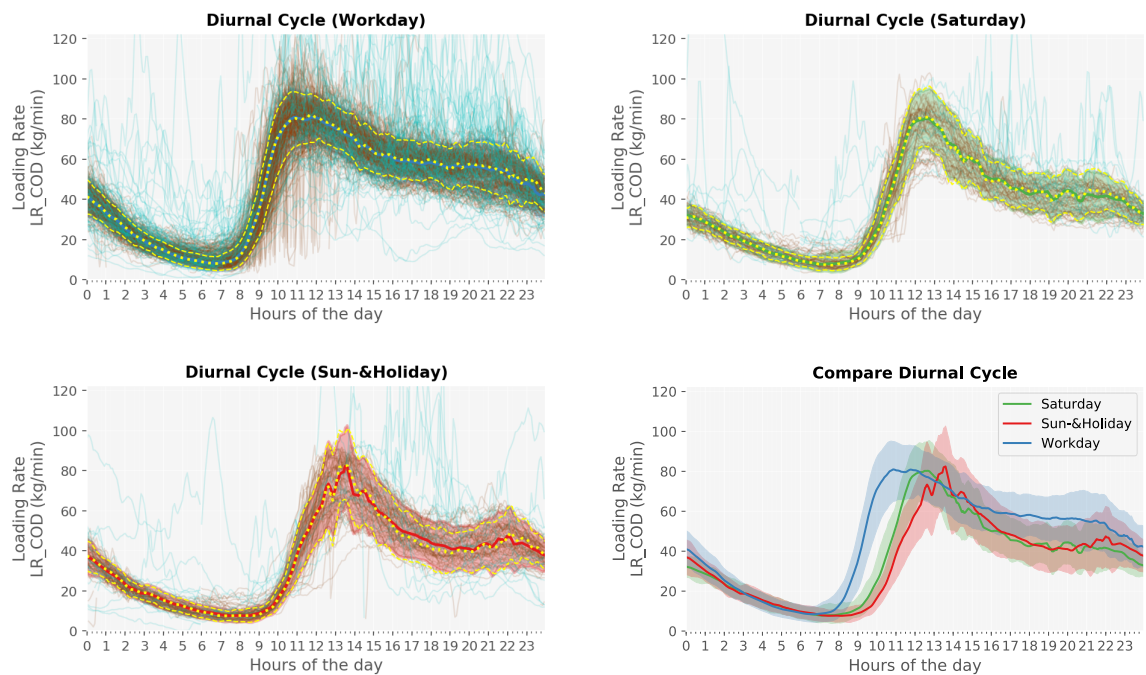 Diurnal Cycle (Workday)
120
100
80
60
40
20
0
Loading Rate
LR_COD (kg/min)
0 1 2 3 4 5 6 7 8 9 10 11 12 13 14 15 16 17 18 19 20 21 22 23
Hours of the day
Diurnal Cycle (Saturday)
120
100
80
60
40
20
0
Loading Rate
LR_COD (kg/min)
0 1 2 3 4 5 6 7 8 9 10 11 12 13 14 15 16 17 18 19 20 21 22 23
Hours of the day
Diurnal Cycle (Sun-&Holiday)
120
100
80
60
40
20
0
Loading Rate
LR_COD (kg/min)
0 1 2 3 4 5 6 7 8 9 10 11 12 13 14 15 16 17 18 19 20 21 22 23
Hours of the day
Compare Diurnal Cycle
120
100
80
60
40
20
0
Loading Rate
LR_COD (kg/min)
Saturday
Sun-&Holiday
Workday
0 1 2 3 4 5 6 7 8 9 10 11 12 13 14 15 16 17 18 19 20 21 22 23
Hours of the day